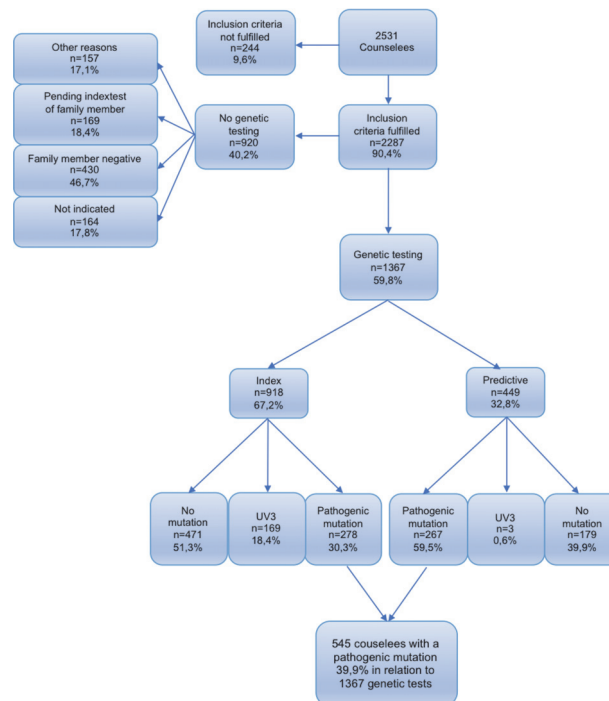 2531
Counselees
Inclusion criteria
not fulfilled
n=244
9,6%
Inclusion
criteria fulfilled
n=2287
90,4%
No genetic
testing
n=920
40,2%
Other reasons
n=157
17,1%
Pending indextest
of family member
n=169
18,4%
Family member negative
n=430
46,7%
Not indicated
n=164
17,8%
Genetic testing
n=1367
59,8%
Index
n=918
67,2%
Predictive
n=449
32,8%
No
mutation
n=471
51,3%
UV3
n=169
18,4%
Pathogenic
mutation
n=278
30,3%
Pathogenic
mutation
n=267
59,5%
UV3
n=3
0,6%
No
mutation
n=179
39,9%
545 couselees with a
pathogenic mutation
39,9% in relation to
1367 genetic tests